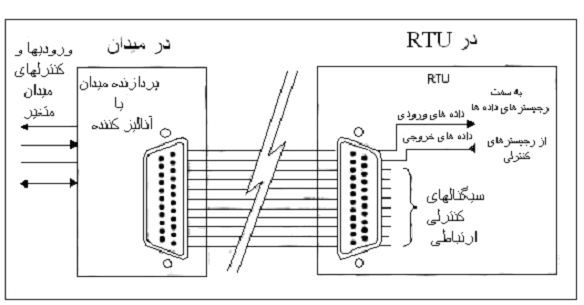 در RTU
در میدان
ورودیها و
کنترلهای
میدان
متغیر
پردازنده میدان
یا
آنالیز کننده
RTU
به سمت
رجیسترهای داده ها
داده های ورودی
داده های خروجی
از رجیسترهای
کنترلی
سیگنالهای
کنترلی
ارتباطی